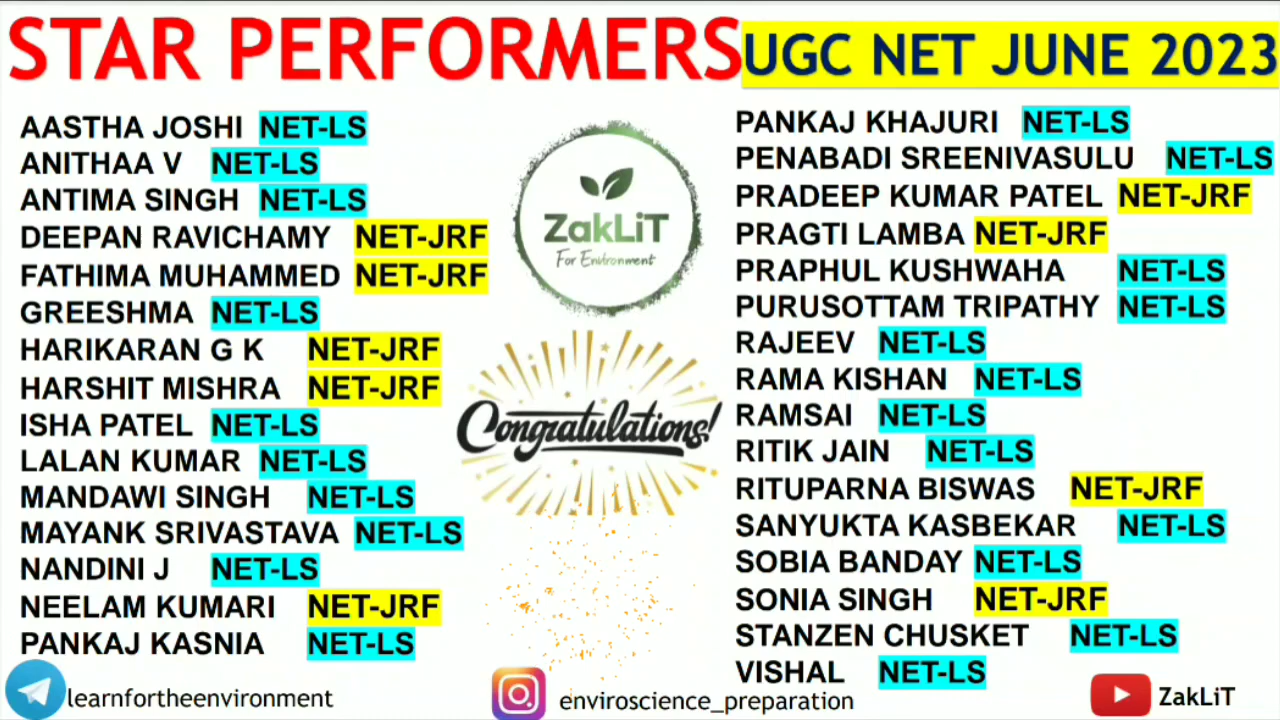 STAR PERFORMERS UGC NET JUNE 2023
AASTHA JOSHI NET-LS
ANITHAA V NET-LS
ANTIMA SINGH NET-LS
DEEPAN RAVICHAMY NET-JRF
FATHIMA MUHAMMED NET-JRF
GREESHMA NET-LS
HARIKARAN G K NET-JRF
HARSHIT MISHRA NET-JRF
ISHA PATEL NET-LS
LALAN KUMAR NET-LS
MANDAWI SINGH NET-LS
MAYANK SRIVASTAVA NET-LS
NANDINI J NET-LS
NEELAM KUMARI NET-JRF
PANKAJ KASNIA NET-LS
ZakLiT
For Environment
Congratulations!
PANKAJ KHAJURI NET-LS
PENABADI SREENIVASULU NET-LS
PRADEEP KUMAR PATEL NET-JRF
PRAGTI LAMBA NET-JRF
PRAPHUL KUSHWAHA NET-LS
PURUSOTTAM TRIPATHY NET-LS
RAJEEV NET-LS
RAMA KISHAN NET-LS
RAMSAI NET-LS
RITIK JAIN NET-LS
RITUPARNA BISWAS NET-JRF
SANYUKTA KASBEKAR NET-LS
SOBIA BANDAY NET-LS
SONIA SINGH NET-JRF
STANZEN CHUSKET NET-LS
VISHAL NET-LS
learnfortheenvironment
enviroscience_preparation
ZakLiT